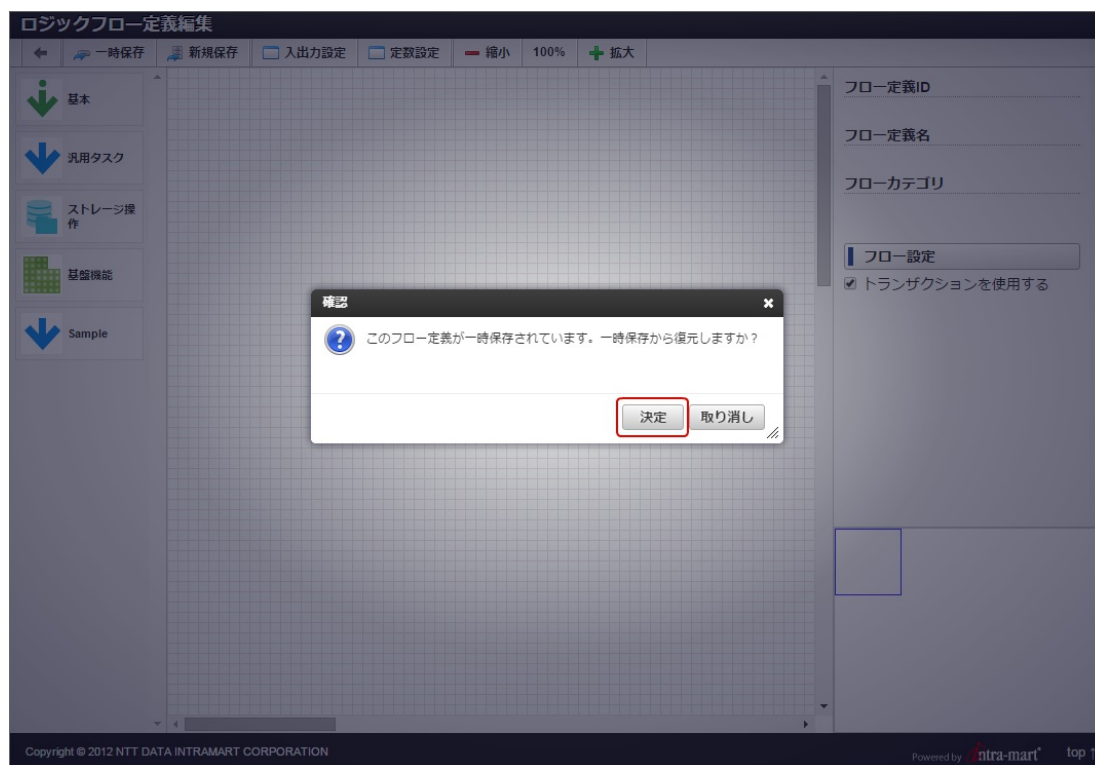 ロジックフロー定義編集
一時保存 新規保存 入出力設定 定数設定 縮小 100% 拡大
基本
汎用タスク
ストレージ操
作
基盤機能
Sample
フロー定義ID
フロー定義名
フローカテゴリ
フロー設定
トランザクションを使用する
確認
このフロー定義が一時保存されています。一時保存から復元しますか？
決定 取り消し
Copyright © 2012 NTT DATA INTRAMART CORPORATION
Powered by intra-mart top ↑